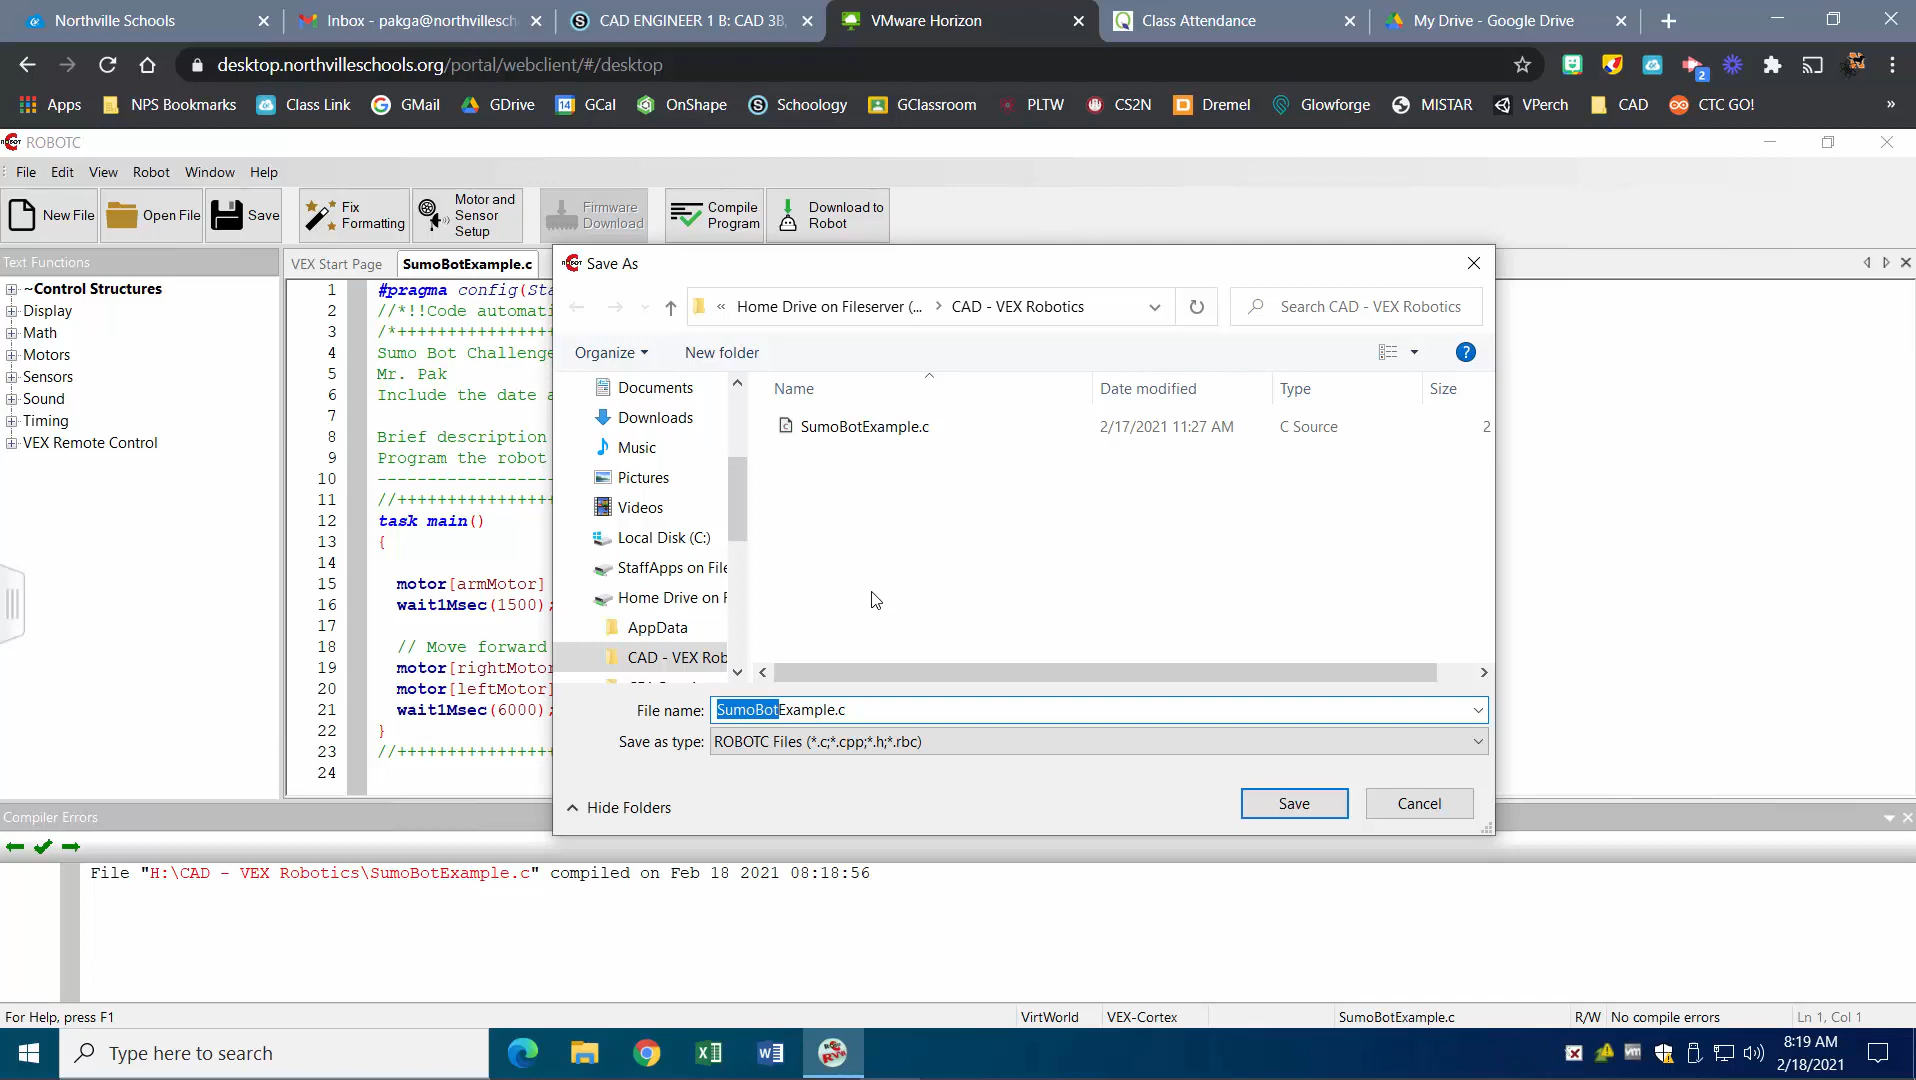 Northville Schools
Inbox - pakga@northvillesch
CAD ENGINEER 1 B: CAD 3B,
VMware Horizon
Class Attendance
My Drive - Google Drive
desktop.northvilleschools.org/portal/webclient/#/desktop
2
Apps
NPS Bookmarks
Class Link
GMail
GDrive
14
GCal
OnShape
Schoology
GClassroom
PLTW
CS2N
Dremel
Glowforge
MISTAR
VPerch
CAD
CTC GO!
»
ROBOTC
File Edit View Robot Window Help
New File
Open File
Save
Fix
Formatting
Motor and
Sensor
Setup
Firmware
Download
Compile
Program
Download to
Robot
Text Functions
~Control Structures
Display
Math
Motors
Sensors
Sound
Timing
VEX Remote Control
VEX Start Page
SumoBotExample.c
1 #pragma config(Sta
2 //*!!Code automati
3 /*++++++++++++++++
4 Sumo Bot Challenge
5 Mr. Pak
6 Include the date a
7
8 Brief description
9 Program the robot
10 ------------------
11 //++++++++++++++++
12 task main()
13 {
14
15 motor[armMotor]
16 wait1Msec(1500);
17
18 // Move forward
19 motor[rightMotor
20 motor[leftMotor]
21 wait1Msec(6000);
22 }
23 //++++++++++++++++
24
Save As
« Home Drive on Fileserver (... › CAD - VEX Robotics
Search CAD - VEX Robotics
Organize
New folder
?
Documents
Downloads
Music
Pictures
Videos
Local Disk (C:)
StaffApps on File
Home Drive on F
AppData
CAD - VEX Rob
Name
Date modified
Type
Size
SumoBotExample.c
2/17/2021 11:27 AM
C Source
2
File name: SumoBotExample.c
Save as type: ROBOTC Files (*.c;*.cpp;*.h;*.rbc)
Hide Folders
Save
Cancel
Compiler Errors
File "H:\CAD - VEX Robotics\SumoBotExample.c" compiled on Feb 18 2021 08:18:56
For Help, press F1
VirtWorld
VEX-Cortex
SumoBotExample.c
R/W
No compile errors
Ln 1, Col 1
Type here to search
8:19 AM
2/18/2021